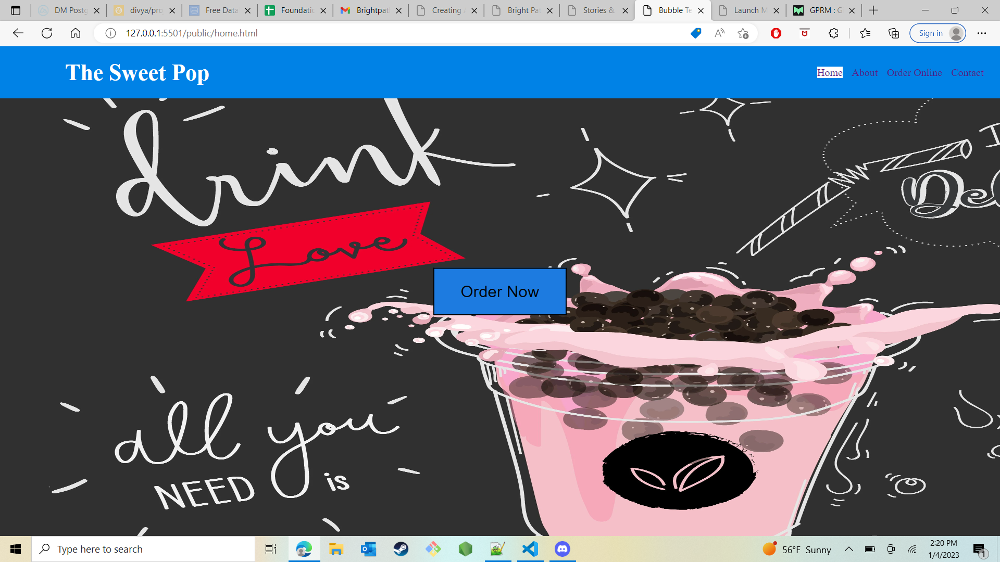 DM Postg
divya/pro
Free Data
Foundatio
Brightpat
Creating A
Bright Pat
Stories &
Bubble Te
Launch M
GPRM : G
127.0.0.1:5501/public/home.html
Sign in
The Sweet Pop
Home About Order Online Contact
drink
Love
Order Now
all you
NEED is
Type here to search
56°F Sunny
2:20 PM
1/4/2023
1